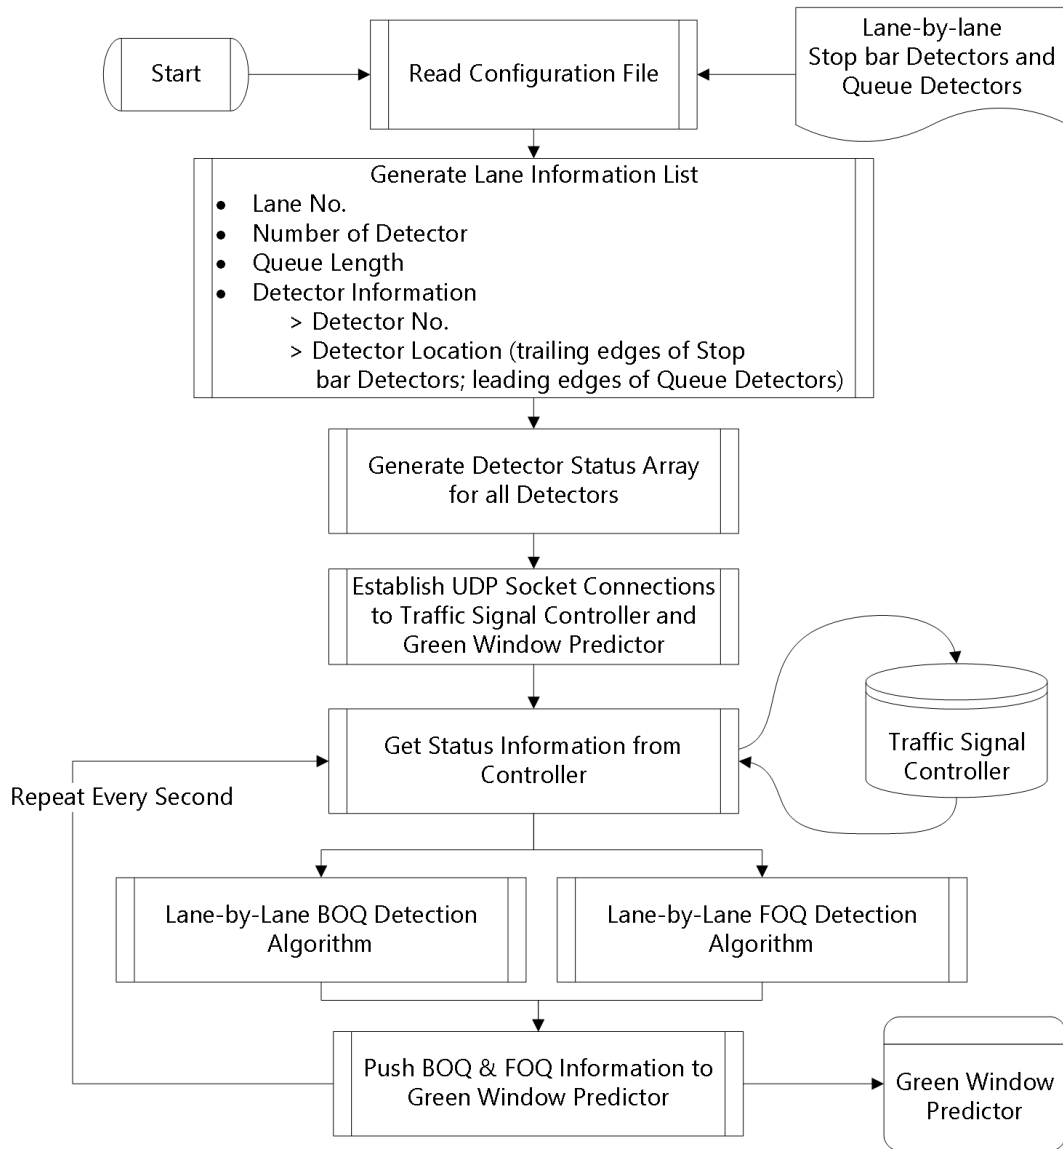 Start
Read Configuration File
Lane-by-lane
Stop bar Detectors and
Queue Detectors
Generate Lane Information List
• Lane No.
• Number of Detector
• Queue Length
• Detector Information
> Detector No.
> Detector Location (trailing edges of Stop
bar Detectors; leading edges of Queue Detectors)
Generate Detector Status Array
for all Detectors
Establish UDP Socket Connections
to Traffic Signal Controller and
Green Window Predictor
Get Status Information from
Controller
Traffic Signal
Controller
Repeat Every Second
Lane-by-Lane BOQ Detection
Algorithm
Lane-by-Lane FOQ Detection
Algorithm
Push BOQ & FOQ Information to
Green Window Predictor
Green Window
Predictor